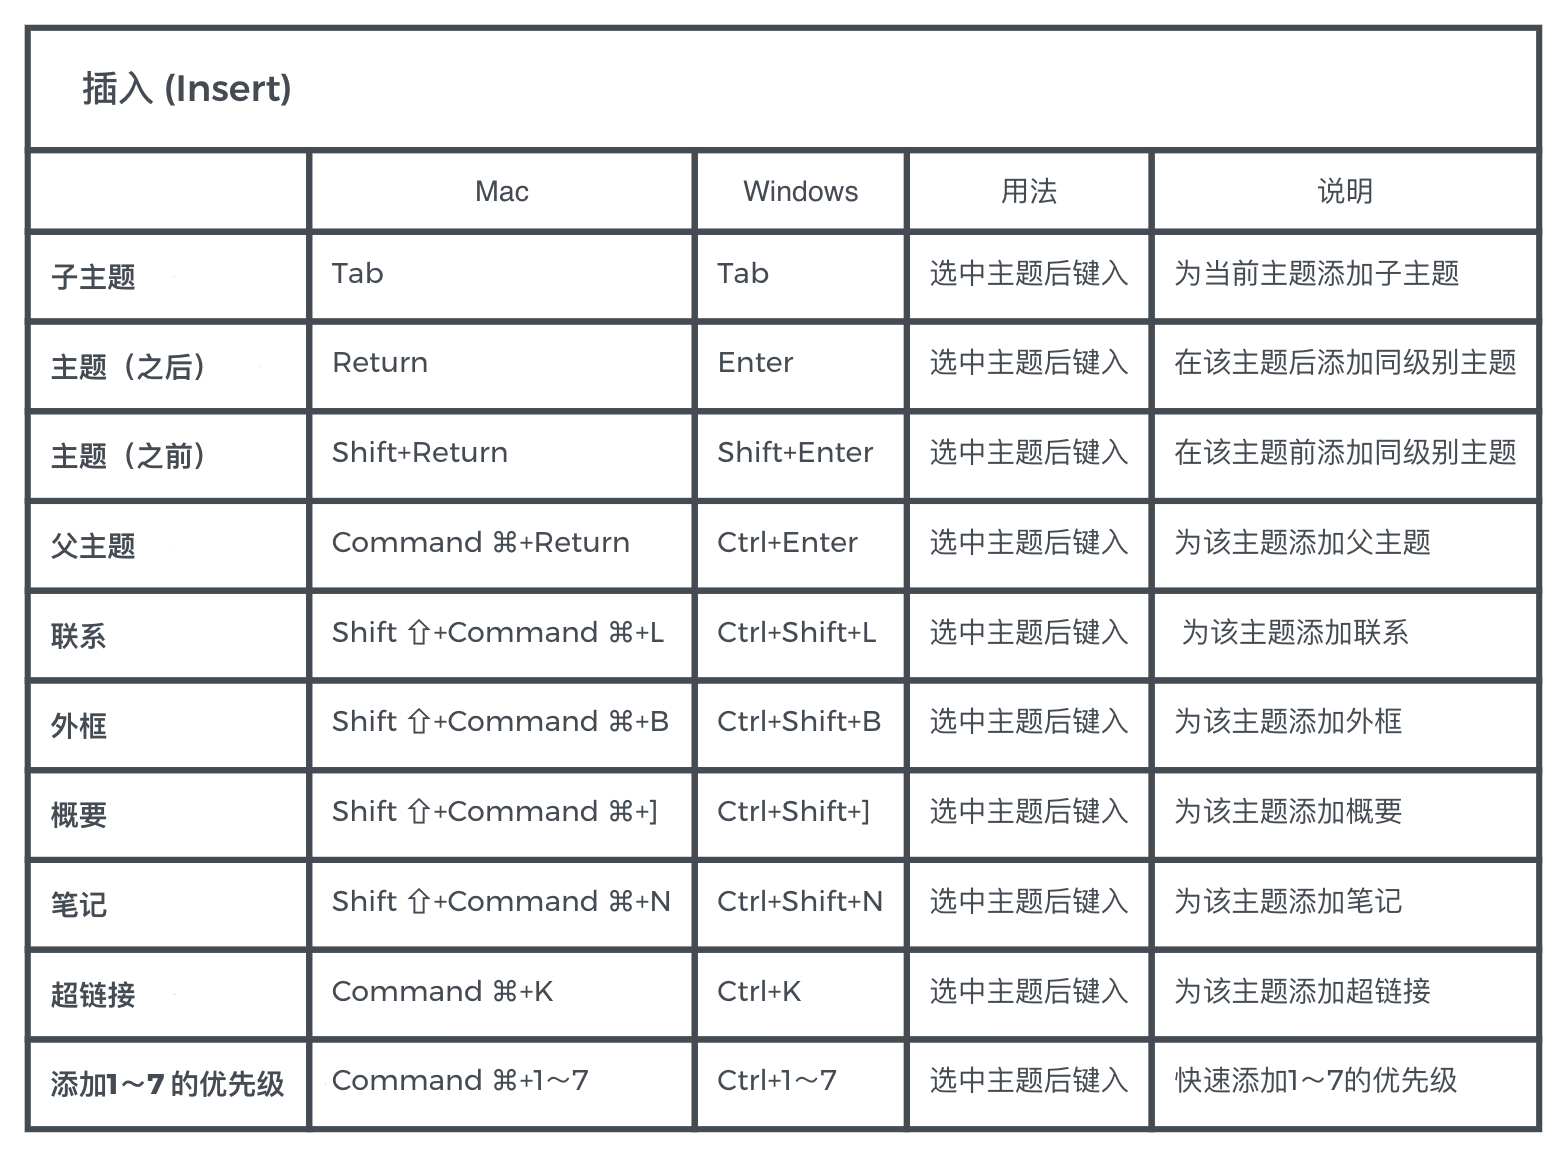 插入 (Insert)
Mac Windows 用法 说明
子主题 Tab Tab 选中主题后键入 为当前主题添加子主题
主题（之后） Return Enter 选中主题后键入 在该主题后添加同级别主题
主题（之前） Shift+Return Shift+Enter 选中主题后键入 在该主题前添加同级别主题
父主题 Command ⌘+Return Ctrl+Enter 选中主题后键入 为该主题添加父主题
联系 Shift ⇧+Command ⌘+L Ctrl+Shift+L 选中主题后键入 为该主题添加联系
外框 Shift ⇧+Command ⌘+B Ctrl+Shift+B 选中主题后键入 为该主题添加外框
概要 Shift ⇧+Command ⌘+] Ctrl+Shift+] 选中主题后键入 为该主题添加概要
笔记 Shift ⇧+Command ⌘+N Ctrl+Shift+N 选中主题后键入 为该主题添加笔记
超链接 Command ⌘+K Ctrl+K 选中主题后键入 为该主题添加超链接
添加1～7 的优先级 Command ⌘+1～7 Ctrl+1～7 选中主题后键入 快速添加1～7的优先级